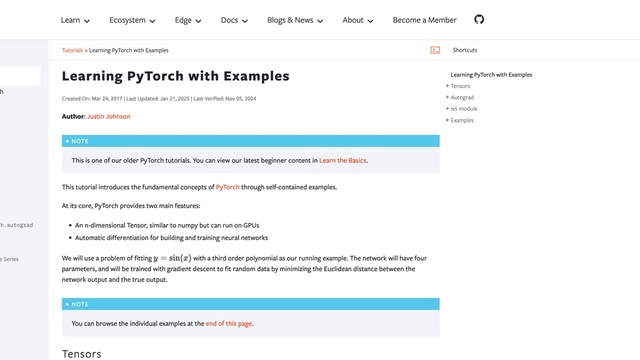 Learn Ecosystem Edge Docs Blogs & News About Become a Member
Tutorials > Learning PyTorch with Examples
Shortcuts
Learning PyTorch with Examples
Created On: Mar 24, 2017 | Last Updated: Jan 21, 2025 | Last Verified: Nov 05, 2024
Author: Justin Johnson
NOTE
This is one of our older PyTorch tutorials. You can view our latest beginner content in Learn the Basics.
This tutorial introduces the fundamental concepts of PyTorch through self-contained examples.
At its core, PyTorch provides two main features:
• An n-dimensional Tensor, similar to numpy but can run on GPUs
• Automatic differentiation for building and training neural networks
We will use a problem of fitting y = sin(x) with a third order polynomial as our running example. The network will have four
parameters, and will be trained with gradient descent to fit random data by minimizing the Euclidean distance between the
network output and the true output.
NOTE
You can browse the individual examples at the end of this page.
Tensors
Learning PyTorch with Examples
+ Tensors
+ Autograd
+ nn module
+ Examples
h
h.autograd
e Series